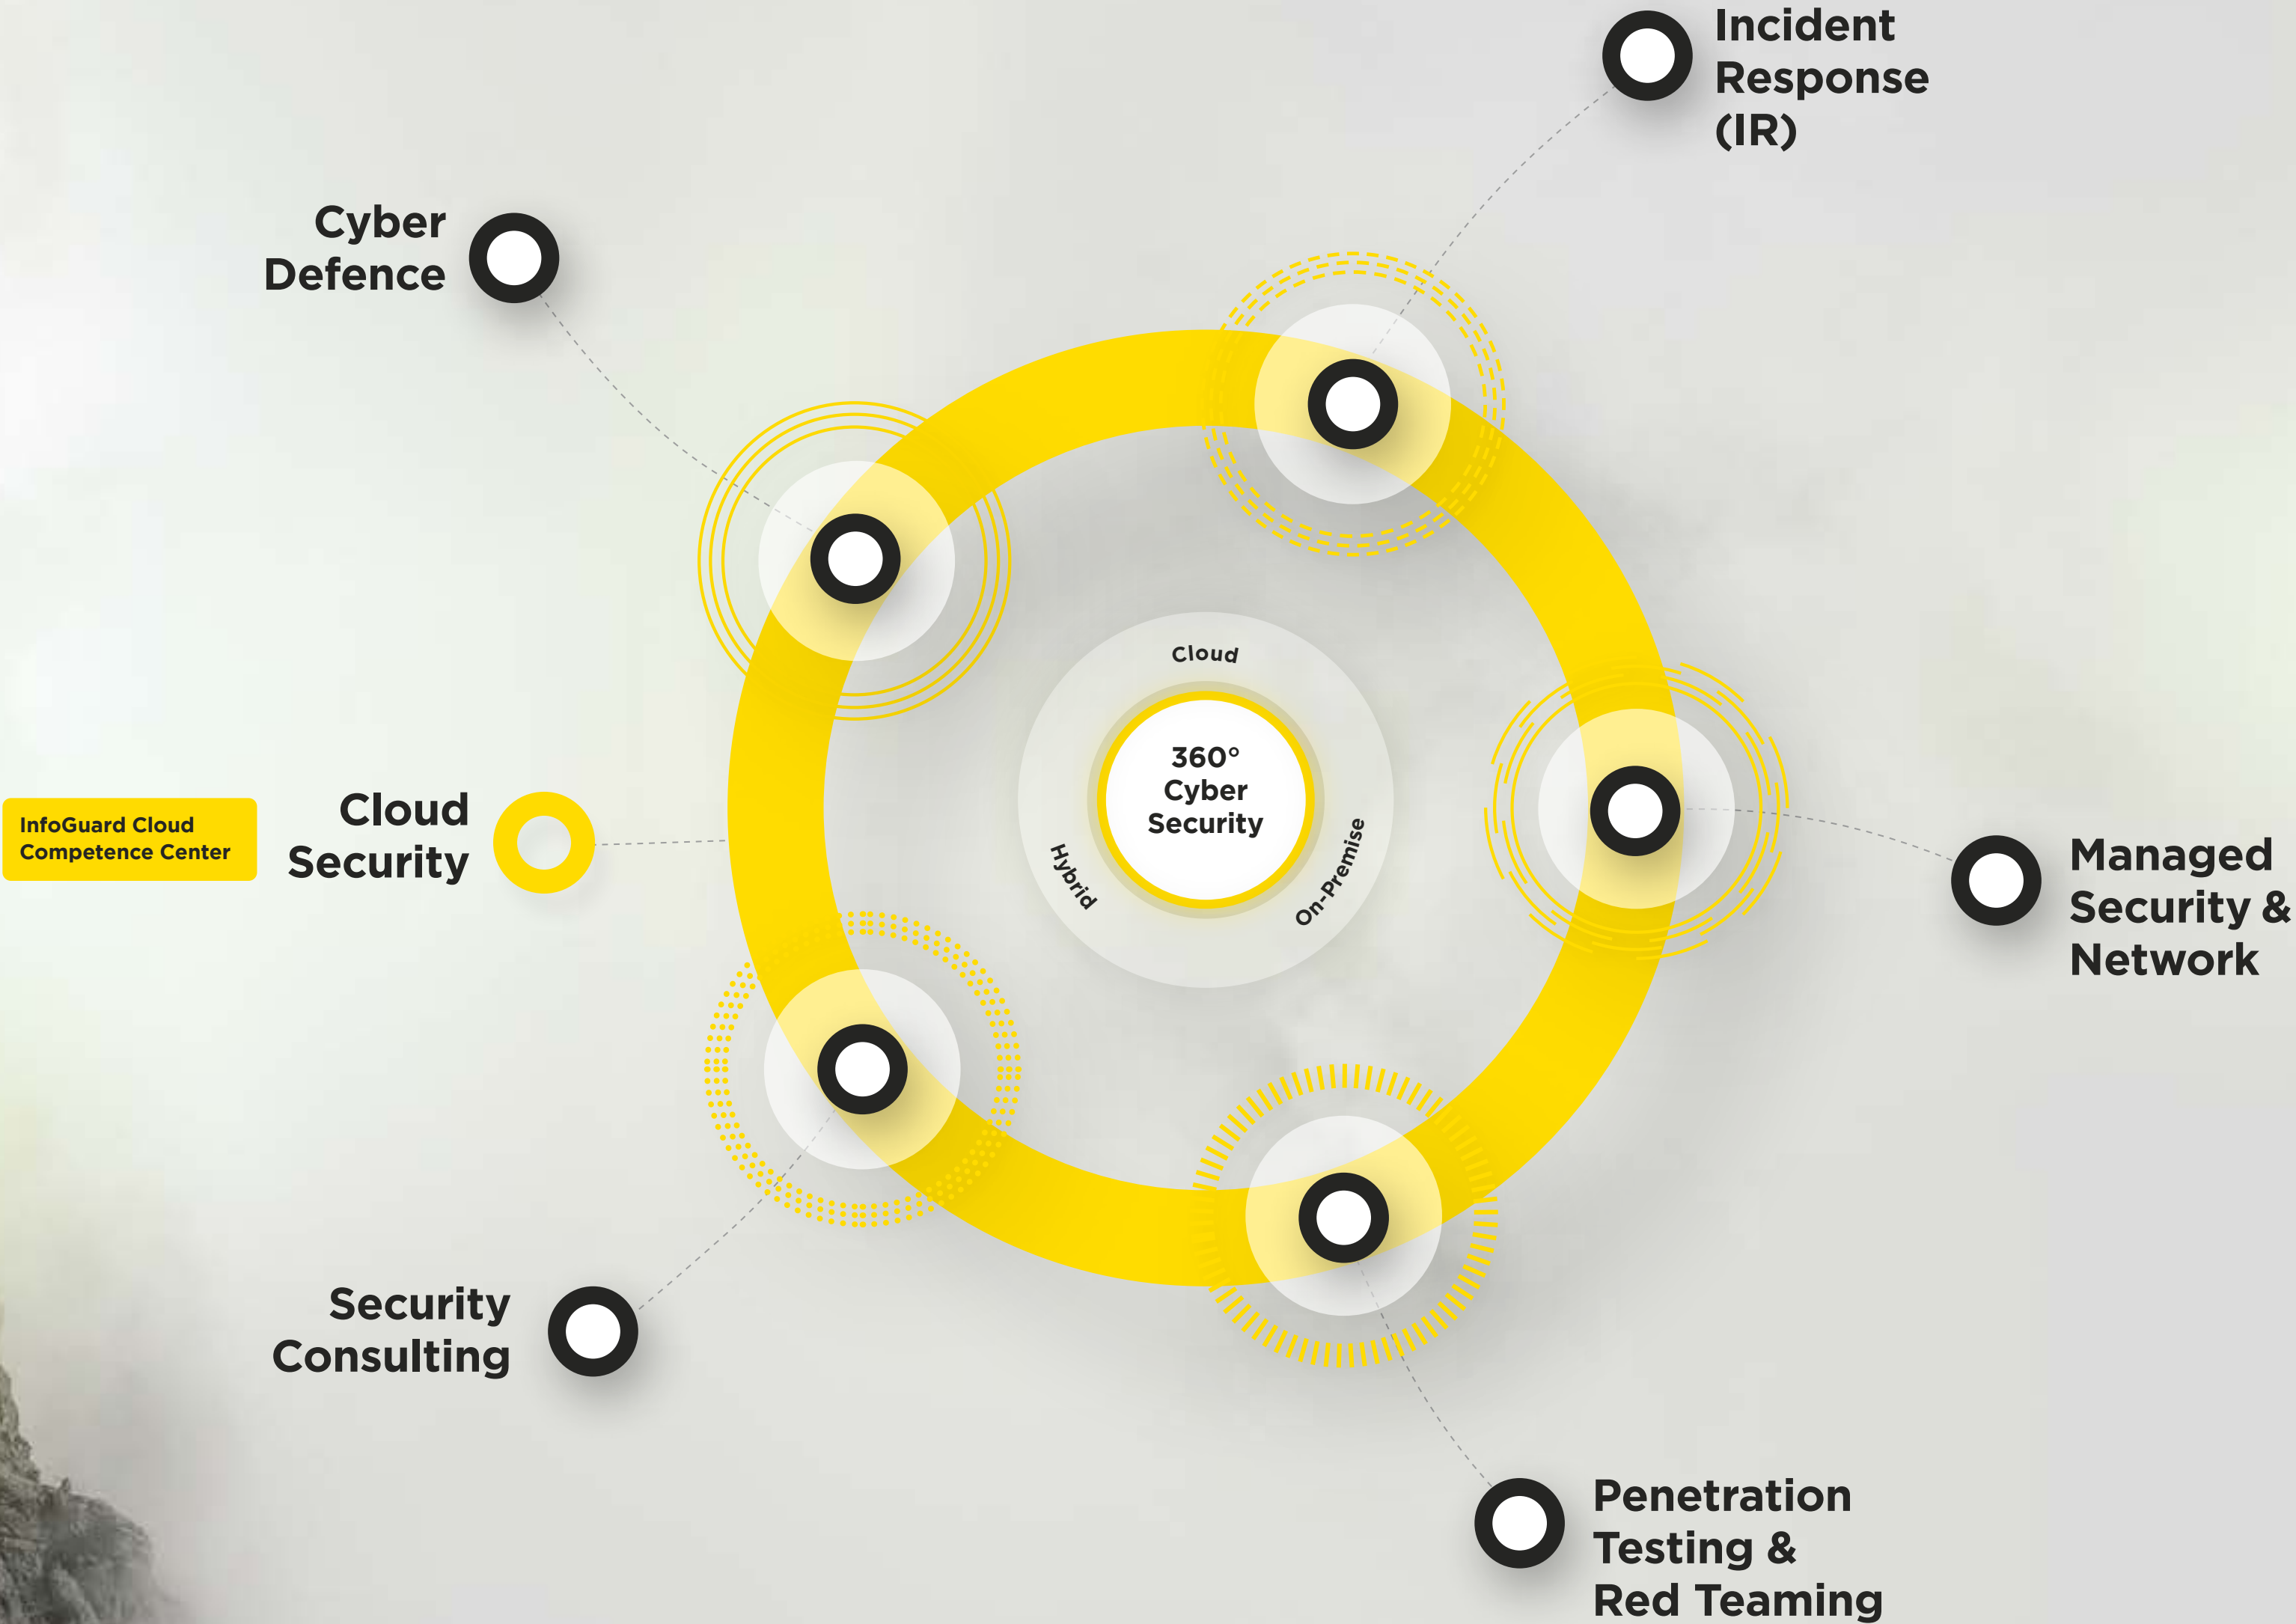 Incident
Response
(IR)
Cyber
Defence
Cloud
360°
Cyber
Security
Hybrid
On-Premise
InfoGuard Cloud
Competence Center
Cloud
Security
Managed
Security &
Network
Security
Consulting
Penetration
Testing &
Red Teaming